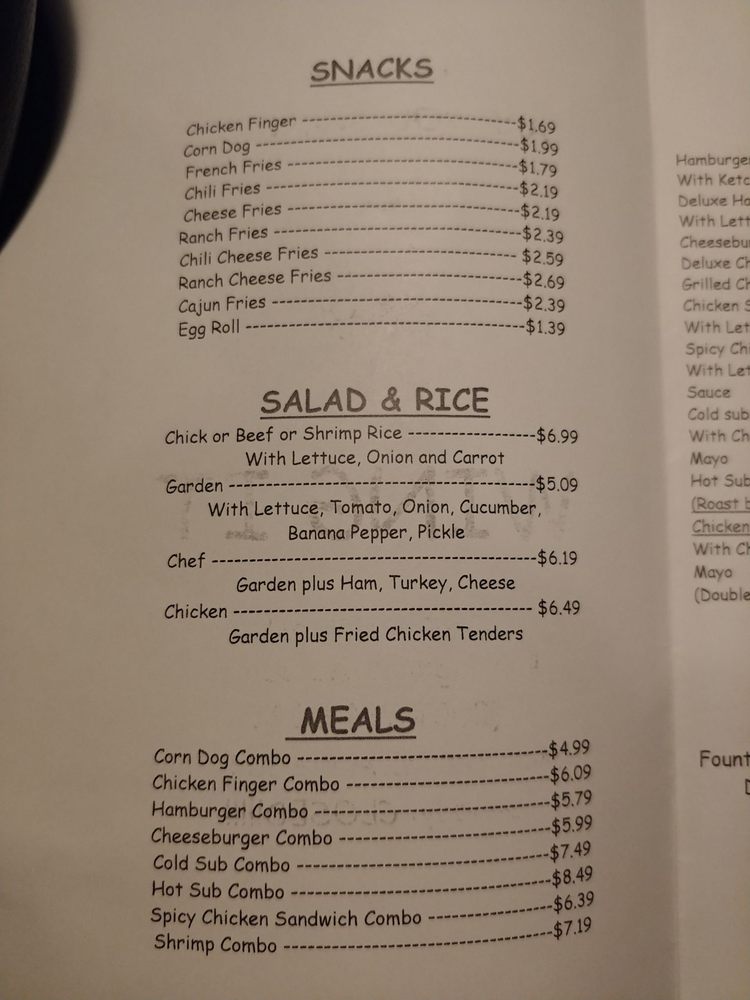 SNACKS
Chicken Finger ----------------------------$1.69
Corn Dog -----------------------------------$1.99
French Fries -------------------------------$1.79
Chili Fries ---------------------------------$2.19
Cheese Fries -------------------------------$2.19
Ranch Fries ---------------------------------$2.39
Chili Cheese Fries ------------------------- $2.59
Ranch Cheese Fries ------------------------$2.69
Cajun Fries ---------------------------------$2.39
Egg Roll -------------------------------------$1.39
SALAD & RICE
Chick or Beef or Shrimp Rice -----------------$6.99
With Lettuce, Onion and Carrot
Garden -----------------------------------------$5.09
With Lettuce, Tomato, Onion, Cucumber,
Banana Pepper, Pickle
Chef -------------------------------------------$6.19
Garden plus Ham, Turkey, Cheese
Chicken --------------------------------------- $6.49
Garden plus Fried Chicken Tenders
MEALS
Corn Dog Combo ---------------------------------$4.99
Chicken Finger Combo ---------------------------$6.09
Hamburger Combo --------------------------------$5.79
Cheeseburger Combo -----------------------------$5.99
Cold Sub Combo ----------------------------------$7.49
Hot Sub Combo -----------------------------------$8.49
Spicy Chicken Sandwich Combo ----------------$6.39
Shrimp Combo -----------------------------------$7.19
Hamburger
With Ketc
Deluxe Ha
With Lett
Cheesebu
Deluxe Ch
Grilled Ch
Chicken S
With Let
Spicy Chi
With Let
Sauce
Cold sub
With Ch
Mayo
Hot Sub
(Roast b
Chicken
With Ch
Mayo
(Double
Fount